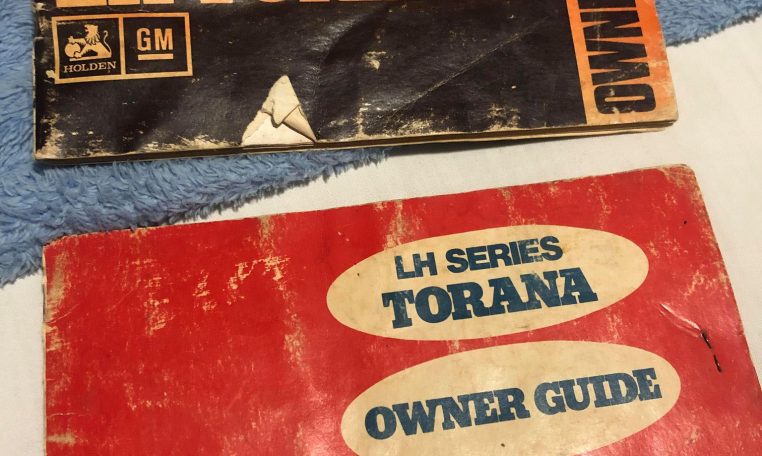 HOLDEN
GM
OWN
LH SERIES
TORANA
OWNER GUIDE